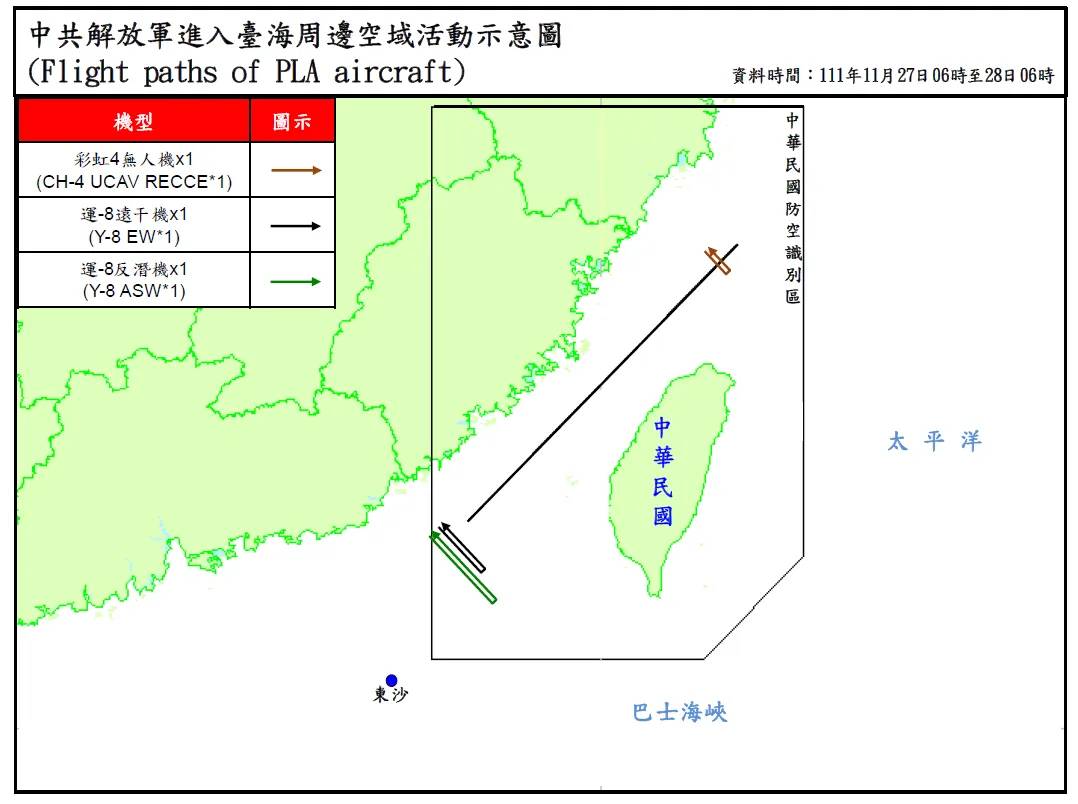 中共解放軍進入臺海周邊空域活動示意圖
(Flight paths of PLA aircraft)
資料時間：111年11月27日06時至28日06時
機型
圖示
彩虹4無人機x1
(CH-4 UCAV RECCE*1)
運-8遠干機x1
(Y-8 EW*1)
運-8反潛機x1
(Y-8 ASW*1)
中華民國防空識別區
中華民國
太平洋
東沙
巴士海峽